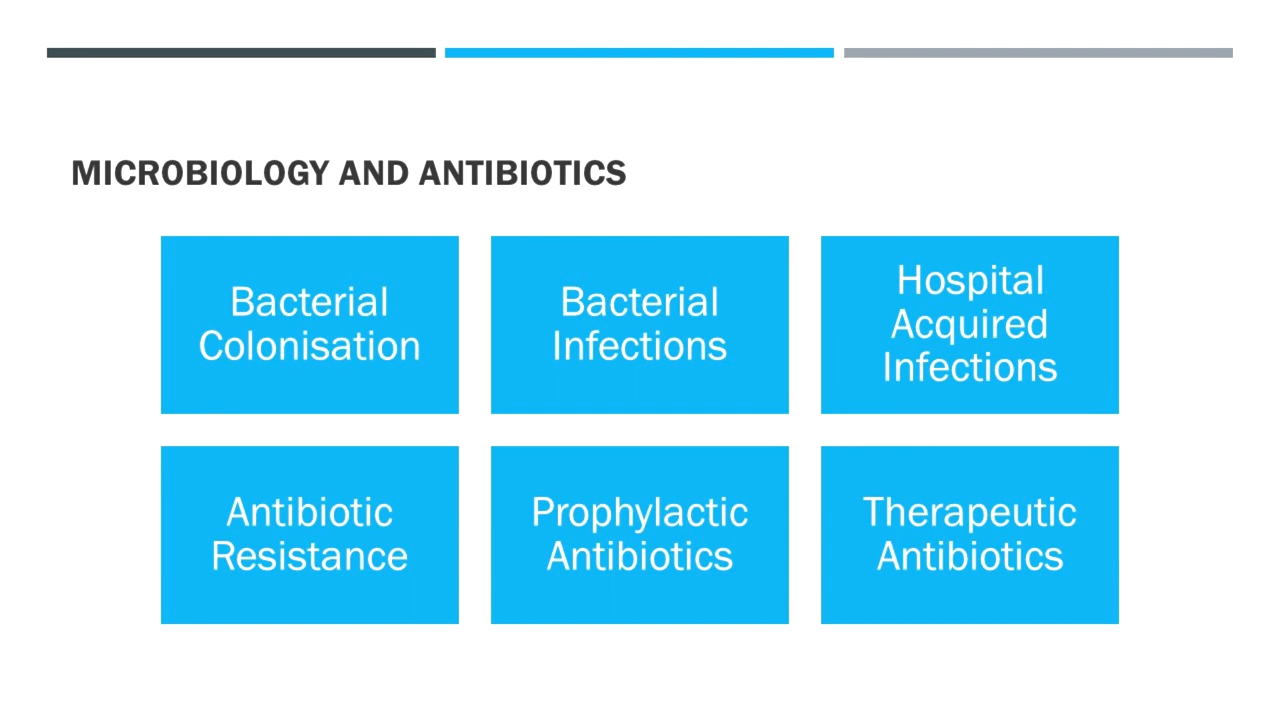 MICROBIOLOGY AND ANTIBIOTICS
Bacterial
Colonisation
Bacterial
Infections
Hospital
Acquired
Infections
Antibiotic
Resistance
Prophylactic
Antibiotics
Therapeutic
Antibiotics